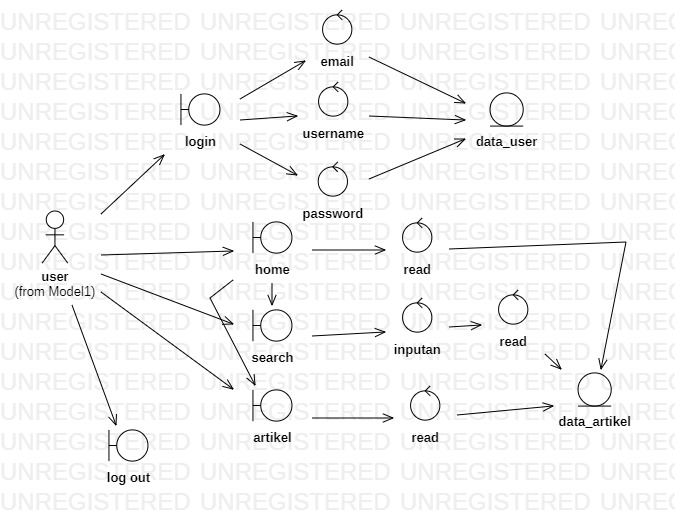 UNREGISTERED UNREGISTERED UNREGISTERED UNREGISTERED
email
username
login
data_user
password
user
(from Model1)
home
read
search
inputan
read
artikel
read
data_artikel
log out